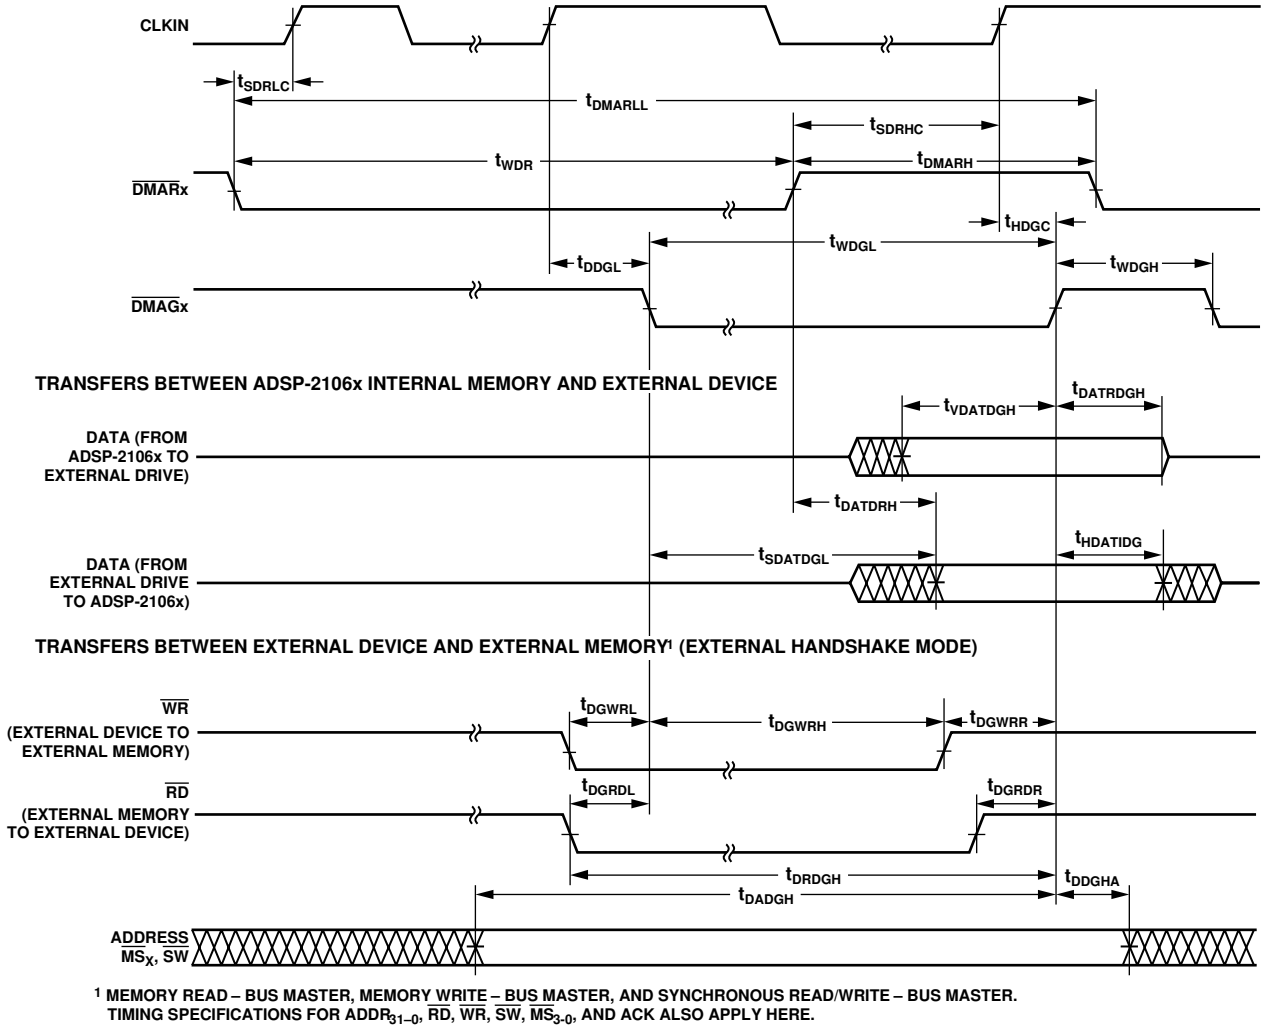 CLKIN
tSDRLC
tDMARLL
tSDRHC
tWDR
tDMARH
DMARx
tHDGC
tWDGL
tDDGL
tWDGH
DMAGx
TRANSFERS BETWEEN ADSP-2106x INTERNAL MEMORY AND EXTERNAL DEVICE
tDATRDGH
tVDATDGH
DATA (FROM
ADSP-2106x TO
EXTERNAL DRIVE)
tDATDRH
tHDATIDG
tSDATDGL
DATA (FROM
EXTERNAL DRIVE
TO ADSP-2106x)
TRANSFERS BETWEEN EXTERNAL DEVICE AND EXTERNAL MEMORY1 (EXTERNAL HANDSHAKE MODE)
WR
(EXTERNAL DEVICE TO
EXTERNAL MEMORY)
tDGWRL
tDGWRH
tDGWRR
RD
(EXTERNAL MEMORY
TO EXTERNAL DEVICE)
tDGRDL
tDGRDR
tDRDGH
tDADGH
tDDGHA
ADDRESS
MSX, SW
1 MEMORY READ – BUS MASTER, MEMORY WRITE – BUS MASTER, AND SYNCHRONOUS READ/WRITE – BUS MASTER.
TIMING SPECIFICATIONS FOR ADDR31–0, RD, WR, SW, MS3-0, AND ACK ALSO APPLY HERE.